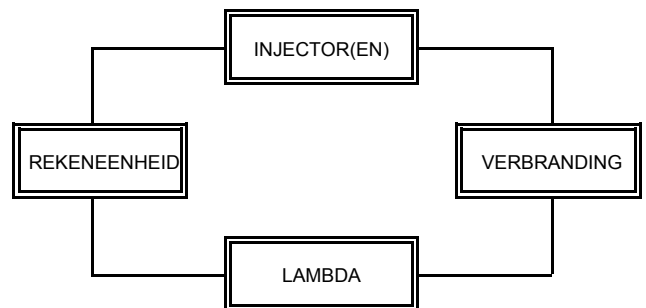 INJECTOR(EN)
REKENEENHEID
VERBRANDING
LAMBDA